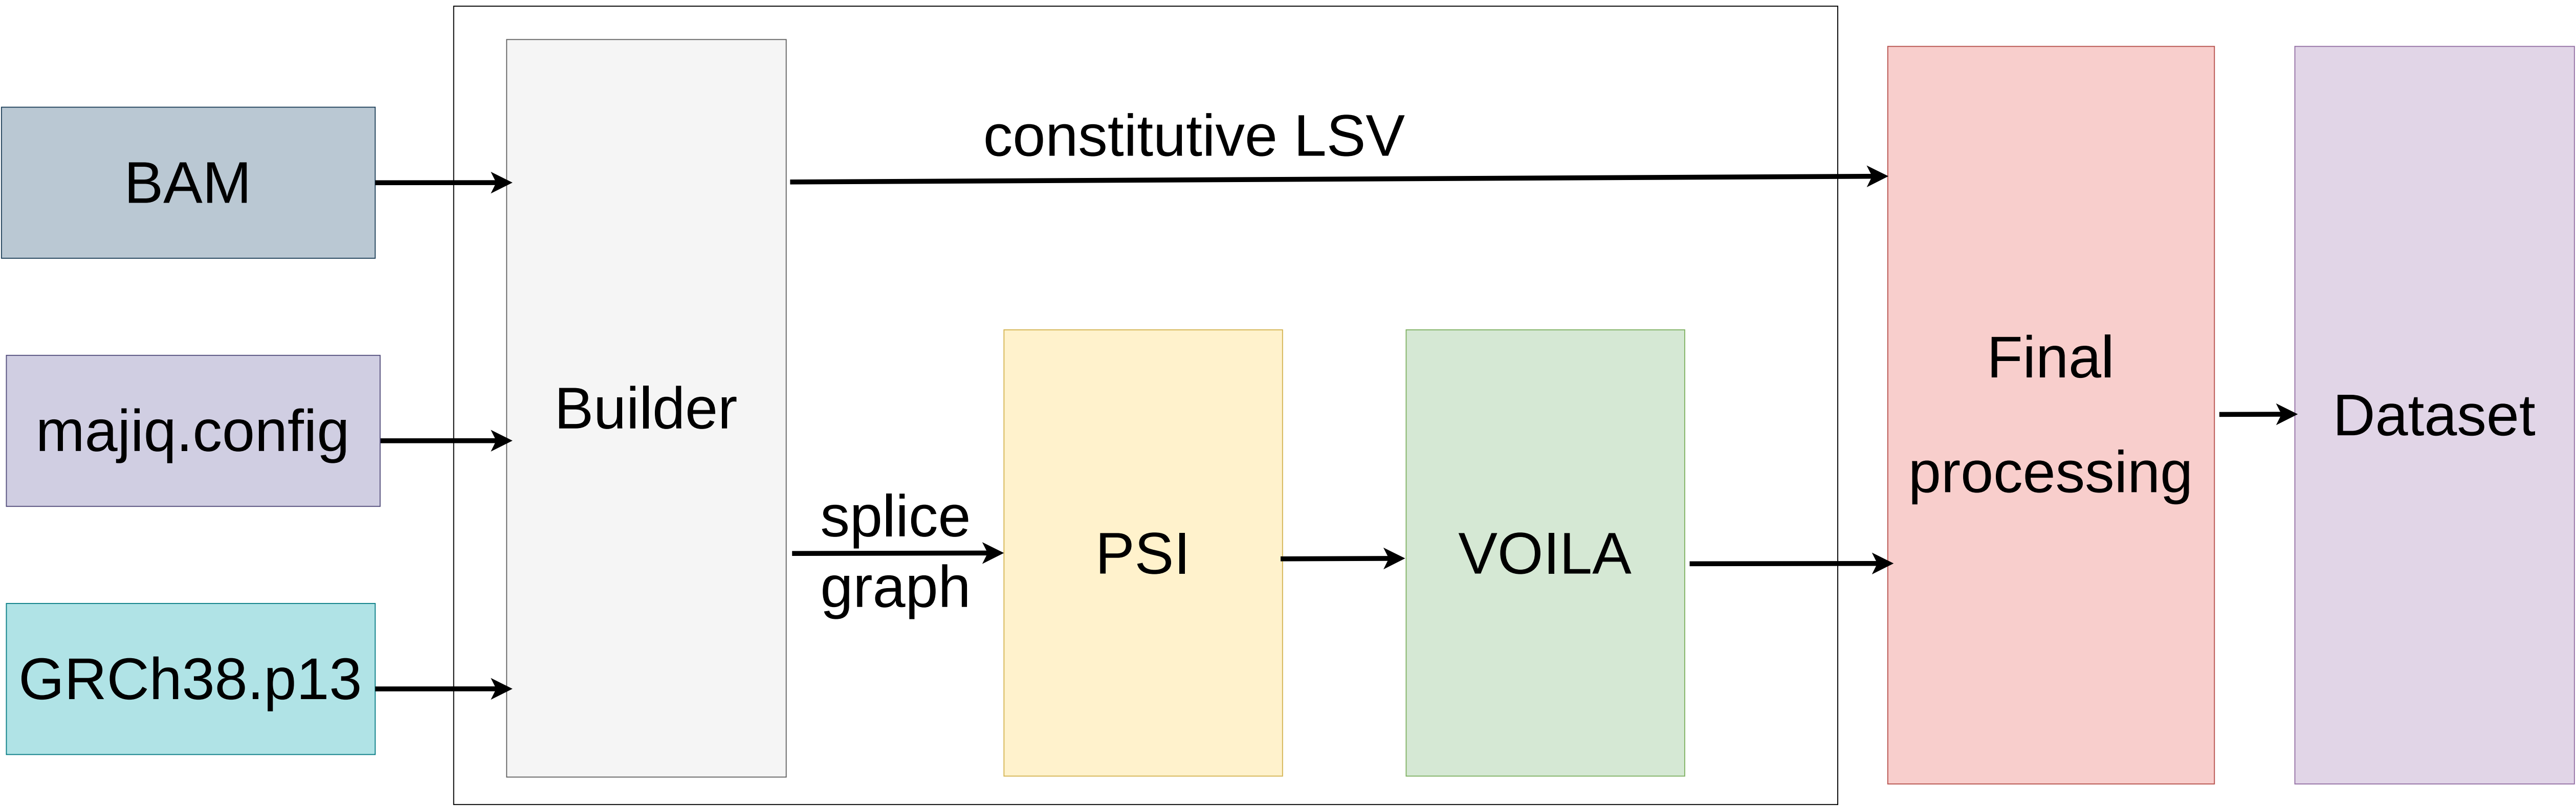 BAM
majiq.config
GRCh38.p13
Builder
constitutive LSV
splice
graph
PSI
VOILA
Final
processing
Dataset